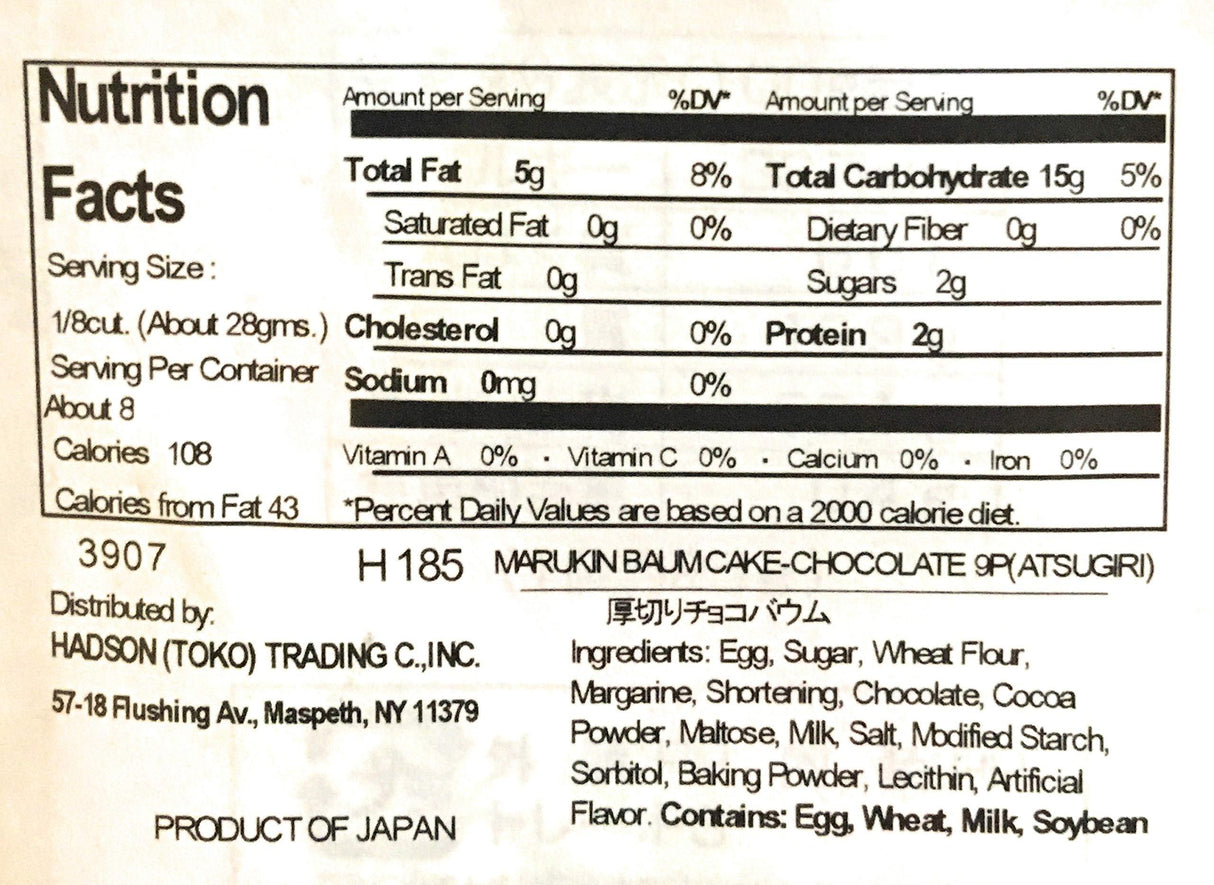 Nutrition
Facts
Serving Size :
1/8cut. (About 28gms.)
Serving Per Container
About 8
Calories 108
Calories from Fat 43
Amount per Serving %DV* Amount per Serving %DV*
Total Fat 5g 8% Total Carbohydrate 15g 5%
Saturated Fat 0g 0% Dietary Fiber 0g 0%
Trans Fat 0g Sugars 2g
Cholesterol 0g 0% Protein 2g
Sodium 0mg 0%
Vitamin A 0% · Vitamin C 0% · Calcium 0% · Iron 0%
*Percent Daily Values are based on a 2000 calorie diet.
3907 H 185 MARUKIN BAUM CAKE-CHOCOLATE 9P(ATSUGIRI)
Distributed by:
HADSON (TOKO) TRADING C.,INC.
57-18 Flushing Av., Maspeth, NY 11379
PRODUCT OF JAPAN
厚切りチョコバウム
Ingredients: Egg, Sugar, Wheat Flour,
Margarine, Shortening, Chocolate, Cocoa
Powder, Maltose, Milk, Salt, Modified Starch,
Sorbitol, Baking Powder, Lecithin, Artificial
Flavor. Contains: Egg, Wheat, Milk, Soybean